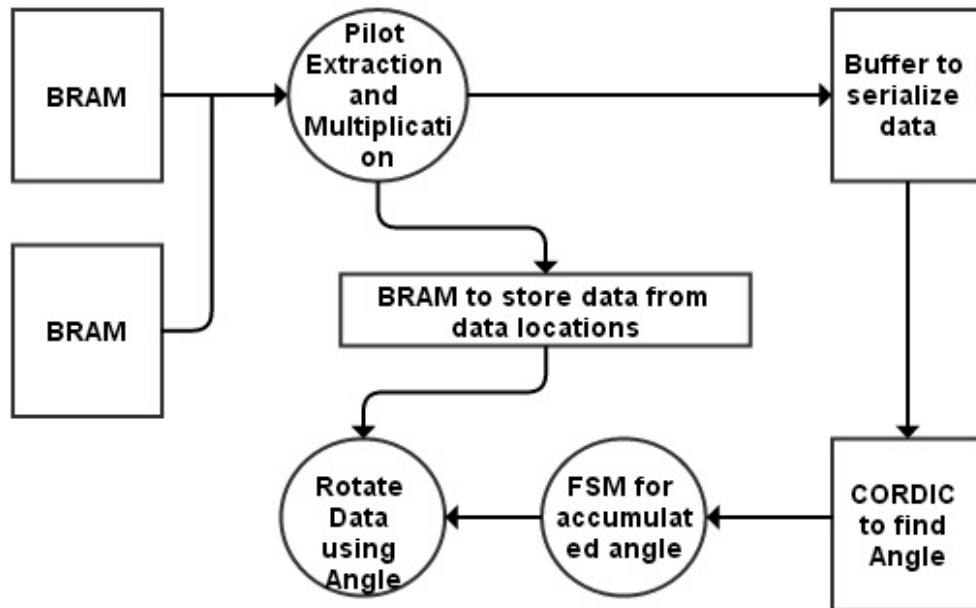 BRAM
Pilot
Extraction
and
Multiplicati
on
Buffer to
serialize
data
BRAM
BRAM to store data from
data locations
Rotate
Data
using
Angle
FSM for
accumulat
ed angle
CORDIC
to find
Angle